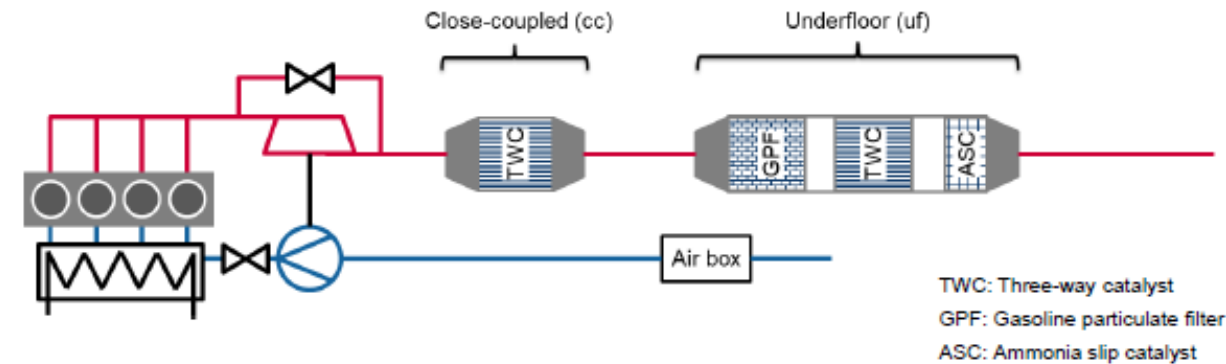 Close-coupled (cc)
Underfloor (uf)
TWC
GPF
TWC
ASC
Air box
TWC: Three-way catalyst
GPF: Gasoline particulate filter
ASC: Ammonia slip catalyst